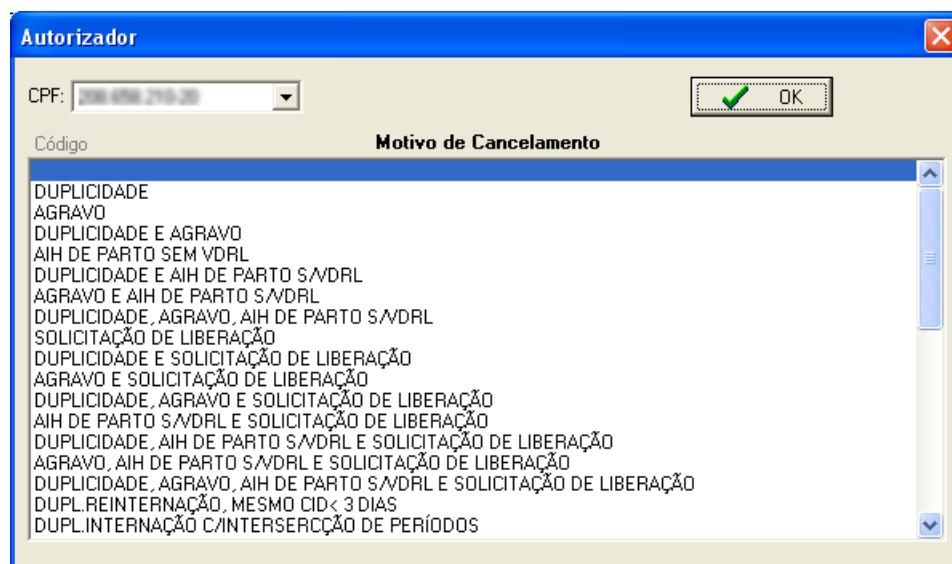 Autorizador
CPF:
OK
Código Motivo de Cancelamento
DUPLICIDADE
AGRAVO
DUPLICIDADE E AGRAVO
AIH DE PARTO SEM VDRL
DUPLICIDADE E AIH DE PARTO S/VDRL
AGRAVO E AIH DE PARTO S/VDRL
DUPLICIDADE, AGRAVO, AIH DE PARTO S/VDRL
SOLICITAÇÃO DE LIBERAÇÃO
DUPLICIDADE E SOLICITAÇÃO DE LIBERAÇÃO
AGRAVO E SOLICITAÇÃO DE LIBERAÇÃO
DUPLICIDADE, AGRAVO E SOLICITAÇÃO DE LIBERAÇÃO
AIH DE PARTO S/VDRL E SOLICITAÇÃO DE LIBERAÇÃO
DUPLICIDADE, AIH DE PARTO S/VDRL E SOLICITAÇÃO DE LIBERAÇÃO
AGRAVO, AIH DE PARTO S/VDRL E SOLICITAÇÃO DE LIBERAÇÃO
DUPLICIDADE, AGRAVO, AIH DE PARTO S/VDRL E SOLICITAÇÃO DE LIBERAÇÃO
DUPL.REINTERNAÇÃO, MESMO CID< 3 DIAS
DUPL.INTERNAÇÃO C/INTERSERCÇÃO DE PERÍODOS